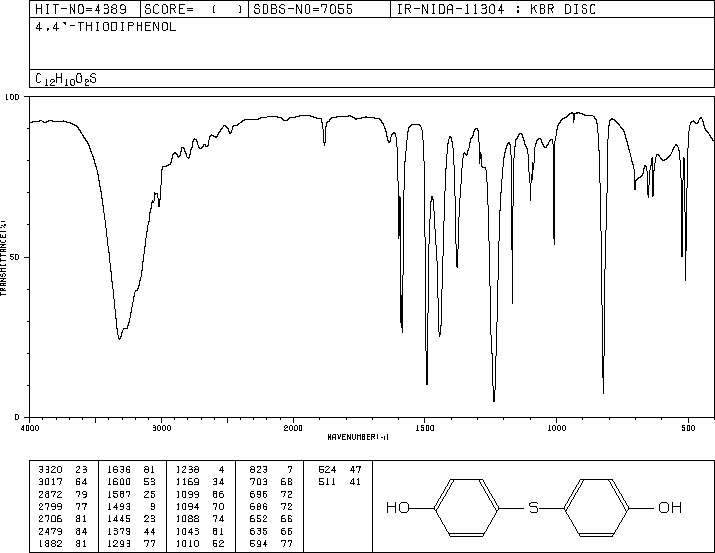 HIT-NO=4389 SCORE= ( ) SDBS-NO=7055 IR-NIDA-11304 : KBR DISC
4,4'-THIODIPHENOL
C12H10O2S
100
50
0
TRANSMITTANCE(%)
4000 3000 2000 1500 1000 500
WAVENUMBER(-1)
3320 23 1636 81 1238 4 823 7 524 47
3017 64 1600 53 1169 34 703 68 511 41
2872 79 1587 25 1099 86 696 72
2799 77 1493 9 1094 70 686 72
2706 81 1445 23 1088 74 652 66
2479 84 1379 44 1043 81 635 66
1882 81 1293 77 1010 52 594 77
HO S OH